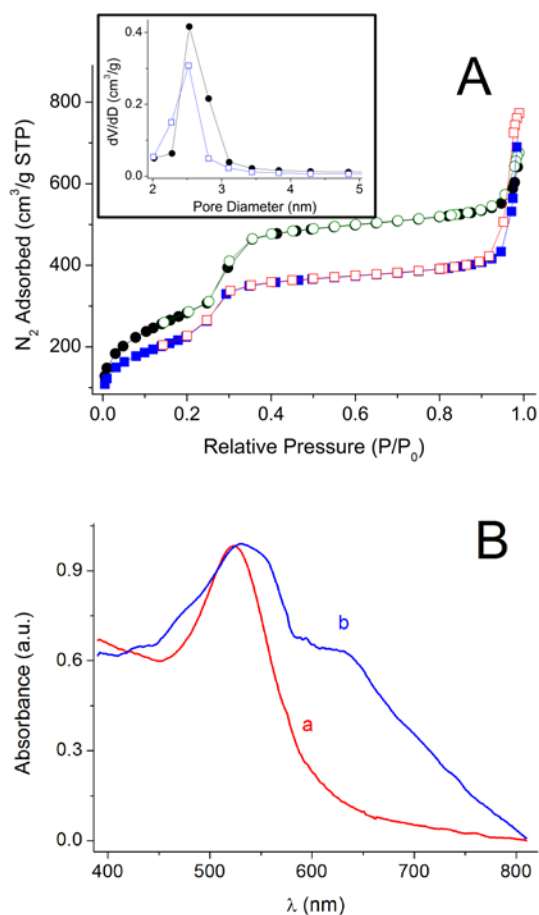 A
0.4
0.2
0.0
dV/dD (cm³/g)
2 3 4 5
Pore Diameter (nm)
800
600
400
200
N₂ Adsorbed (cm³/g STP)
0.0 0.2 0.4 0.6 0.8 1.0
Relative Pressure (P/P₀)
B
0.9
0.6
0.3
0.0
Absorbance (a.u.)
b
a
400 500 600 700 800
λ (nm)